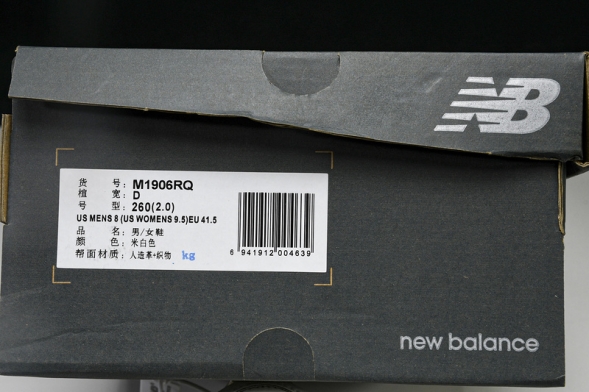 NB
货 号: M1906RQ
楦 宽: D
号 型: 260(2.0)
US MENS 8 (US WOMENS 9.5)EU 41.5
品 名: 男/女鞋
颜 色: 米白色
帮面材质: 人造革+织物 kg
6 941912 004639
new balance